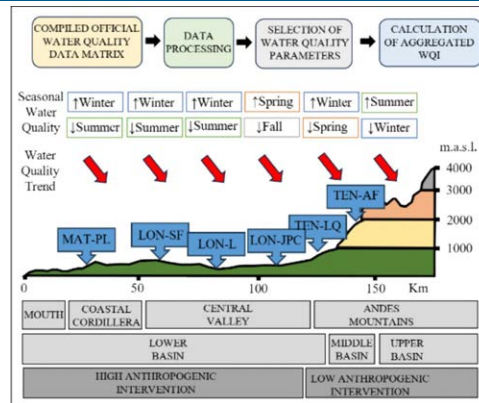 COMPILED OFFICIAL
WATER QUALITY
DATA MATRIX
DATA
PROCESSING
SELECTION OF
WATER QUALITY
PARAMETERS
CALCULATION
OF AGGREGATED
WQI
Seasonal
Water
Quality
↑Winter
↑Winter
↑Winter
↑Spring
↑Winter
↑Summer
↓Summer
↓Summer
↓Summer
↓Fall
↓Spring
↓Winter
Water
Quality
Trend
m.a.s.l.
4000
3000
2000
1000
MAT-PL
LON-SF
LON-L
LON-JPC
TEN-LQ
TEN-AF
0
50
100
150
Km
MOUTH
COASTAL
CORDILLERA
CENTRAL
VALLEY
ANDES
MOUNTAINS
LOWER
BASIN
MIDDLE
BASIN
UPPER
BASIN
HIGH ANTHROPOGENIC
INTERVENTION
LOW ANTHROPOGENIC
INTERVENTION